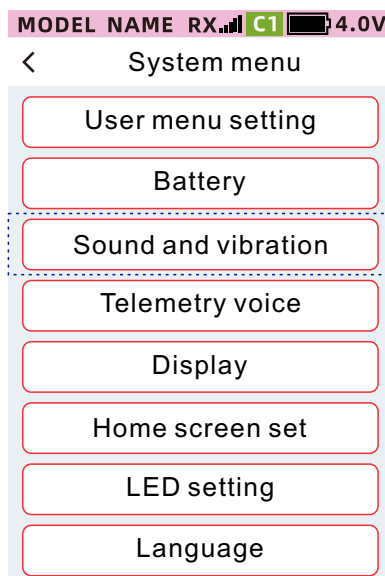 MODEL NAME RX C1 4.0V
System menu
User menu setting
Battery
Sound and vibration
Telemetry voice
Display
Home screen set
LED setting
Language